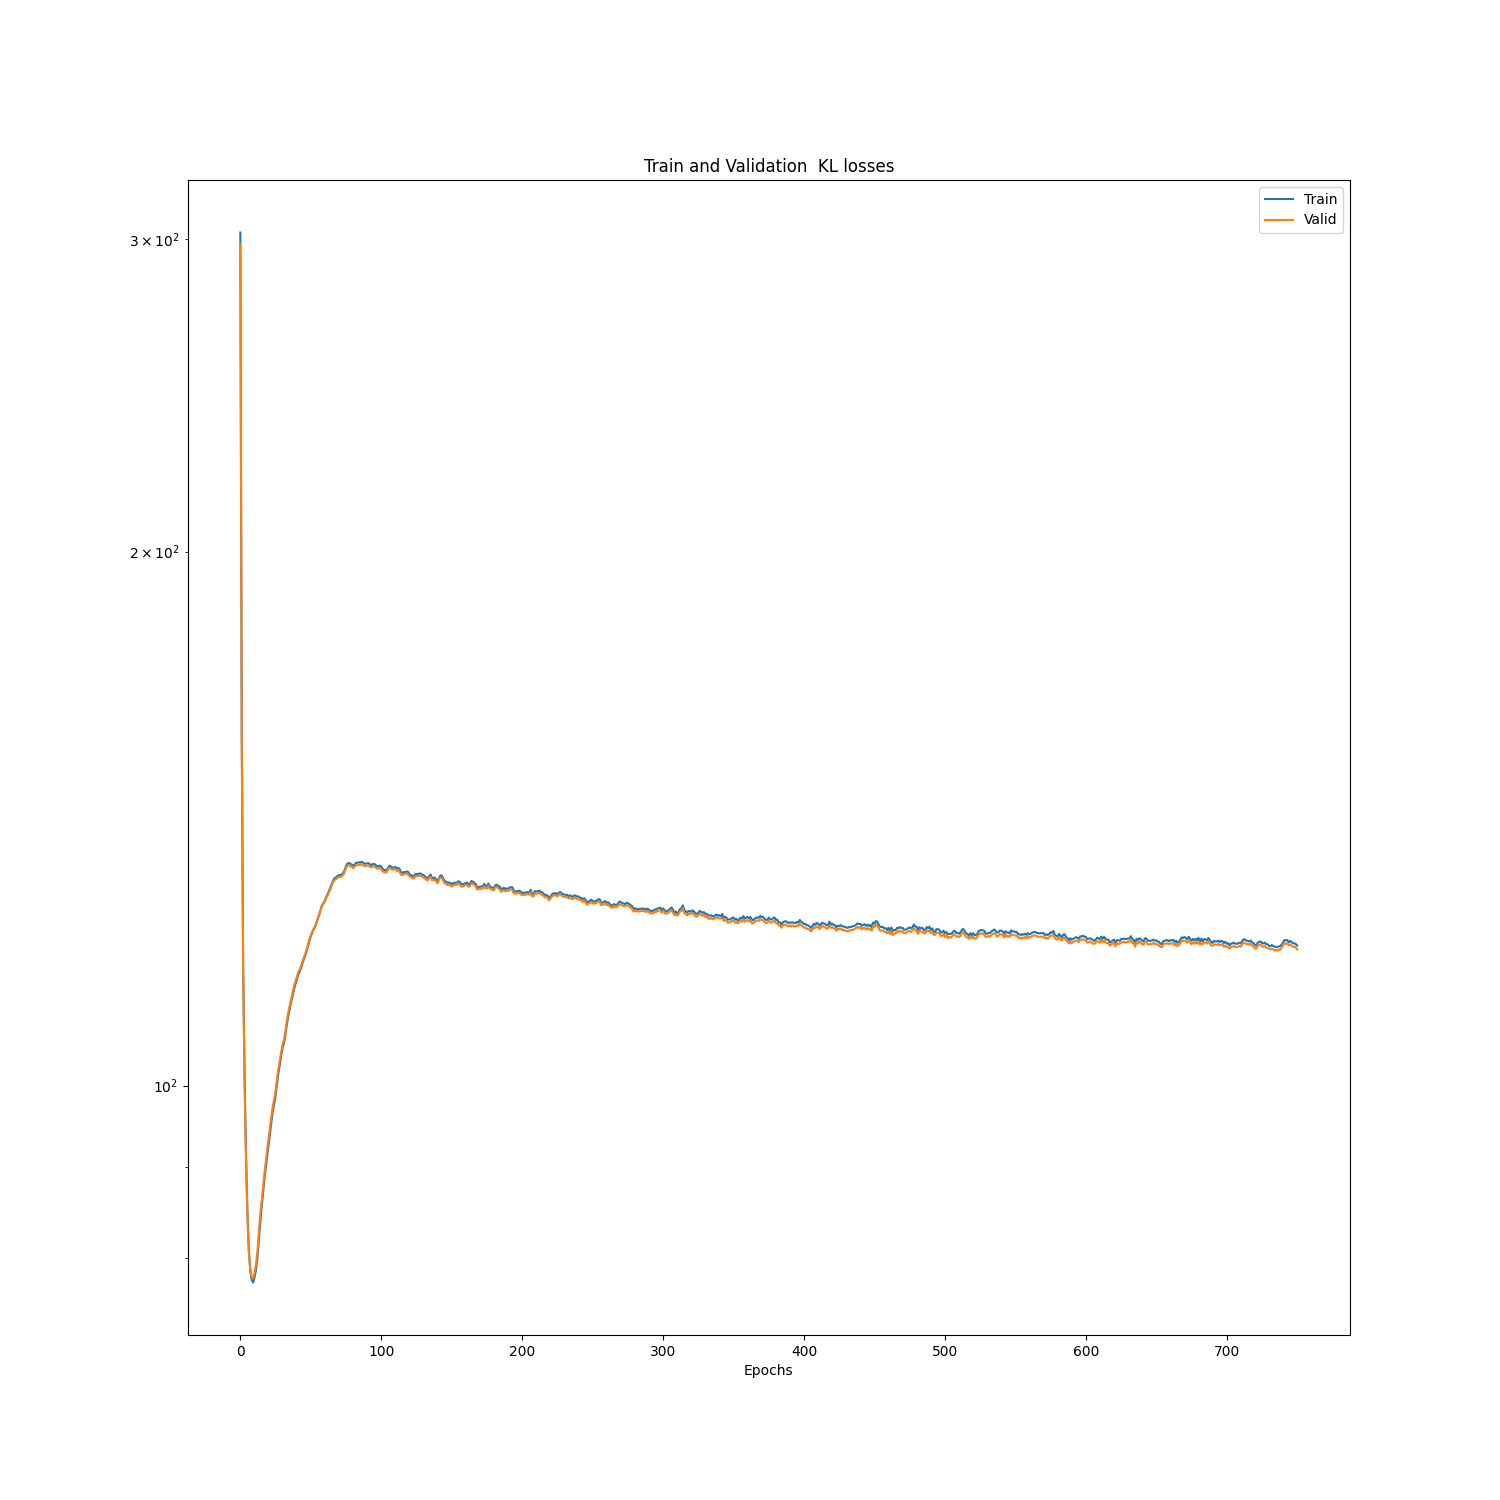 Train and Validation  KL losses
Train
Valid
3 × 10²
2 × 10²
10²
0 100 200 300 400 500 600 700
Epochs